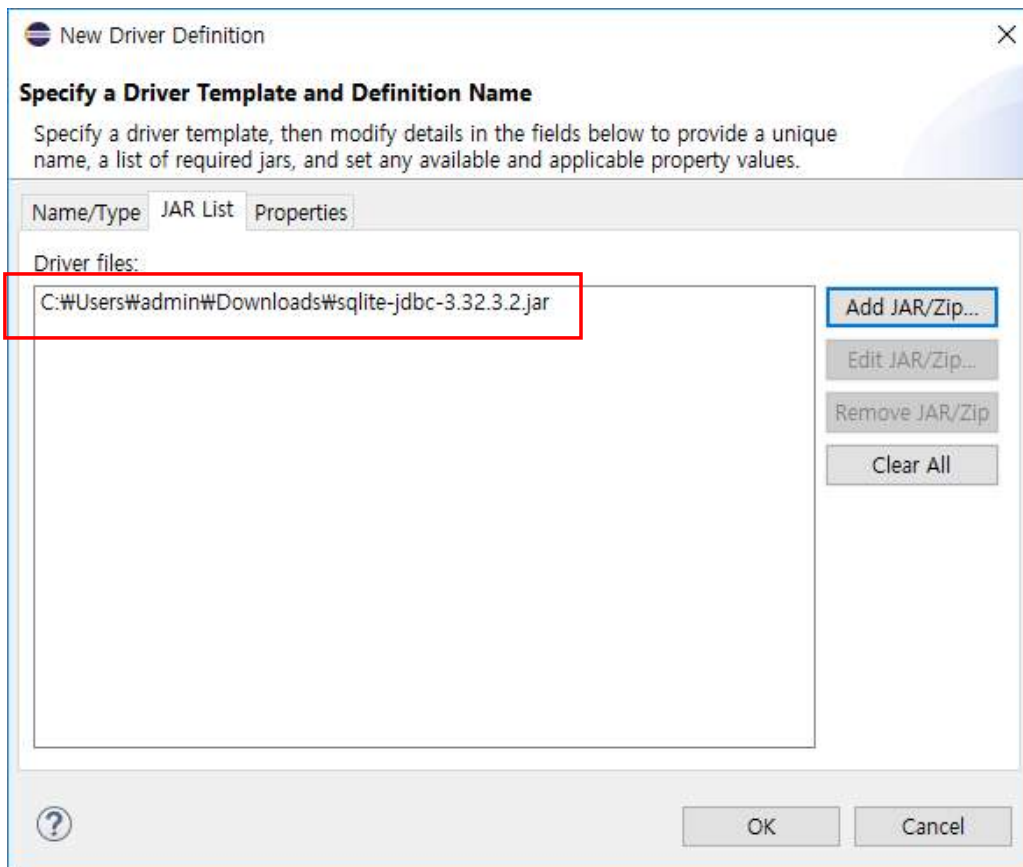 New Driver Definition
Specify a Driver Template and Definition Name
Specify a driver template, then modify details in the fields below to provide a unique
name, a list of required jars, and set any available and applicable property values.
Name/Type JAR List Properties
Driver files:
C:₩Users₩admin₩Downloads₩sqlite-jdbc-3.32.3.2.jar
Add JAR/Zip...
Edit JAR/Zip...
Remove JAR/Zip
Clear All
?
OK Cancel